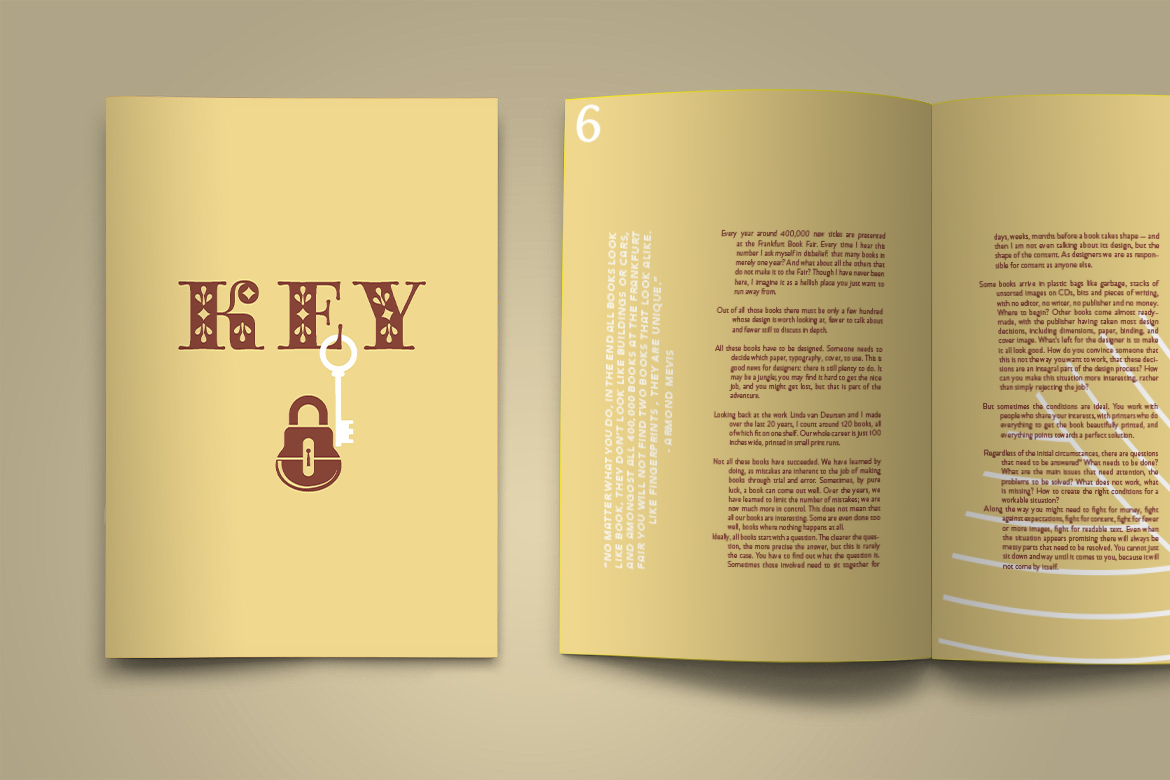 KEY
6
"NO MATTER WHAT YOU DO, IN THE END ALL BOOKS LOOK
LIKE BOOK, THEY DON'T LOOK LIKE BUILDINGS OR CARS,
AND AMONGST ALL 400,000 BOOKS AT THE FRANKFURT
FAIR YOU WILL NOT FIND TWO BOOKS THAT LOOK ALIKE.
LIKE FINGERPRINTS, THEY ARE UNIQUE."
- ARMOND MEVIS
Every year around 400,000 new titles are presented
at the Frankfurt Book Fair. Every time I hear this
number I ask myself in disbelief, that many books in
merely one year? And what about all the others that
do not make it to the Fair? Though I have never been
here, I imagine it as a hellish place you just want to
run away from.
Out of all those books there must be only a few hundred
whose design is worth looking at, fewer to talk about
and fewer still to discuss in depth.
All these books have to be designed. Someone needs to
decide which paper, typography, cover, to use. This is
good news for designers: there is still plenty to do. It
may be a jungle, you may find it hard to get the nice
job, and you might get lost, but that is part of the
adventure.
Looking back at the work Linda van Deursen and I made
over the last 20 years, I count around 120 books, all
of which fit on one shelf. Our whole career is just 100
inches wide, printed in small print runs.
Not all these books have succeeded. We have learned by
doing, as mistakes are inherent to the job of making
books through trial and error. Sometimes, by pure
luck, a book can come out well. Over the years, we
have learned to limit the number of mistakes; we are
now much more in control. This does not mean that
all our books are interesting. Some are even done too
well, books where nothing happens at all.
Ideally, all books start with a question. The clearer the ques-
tion, the more precise the answer, but this is rarely
the case. You have to find out what the question is.
Sometimes those involved need to sit together for
days, weeks, months before a book takes shape — and
then I am not even talking about its design, but the
shape of the content. As designers we are as respon-
sible for content as anyone else.
Some books arrive in plastic bags like garbage, stacks of
unsorted images on CDs, bits and pieces of writing,
with no editor, no writer, no publisher and no money.
Where to begin? Other books come almost ready-
made, with the publisher having taken most design
decisions, including dimensions, paper, binding, and
cover image. What's left for the designer is to make
it all look good. How do you convince someone that
this is not the way you want to work, that these deci-
sions are an integral part of the design process? How
can you make this situation more interesting, rather
than simply rejecting the job?
But sometimes the conditions are ideal. You work with
people who share your interests, with printers who do
everything to get the book beautifully printed, and
everything points towards a perfect solution.
Regardless of the initial circumstances, there are questions
that need to be answered" What needs to be done?
What are the main issues that need attention, the
problems to be solved? What does not work, what
is missing? How to create the right conditions for a
workable situation?
Along the way you might need to fight for money, fight
against expectations, fight for content, fight for fewer
or more images, fight for readable text. Even when
the situation appears promising there will always be
messy parts that need to be resolved. You cannot just
sit down and way until it comes to you, because it will
not come by itself.